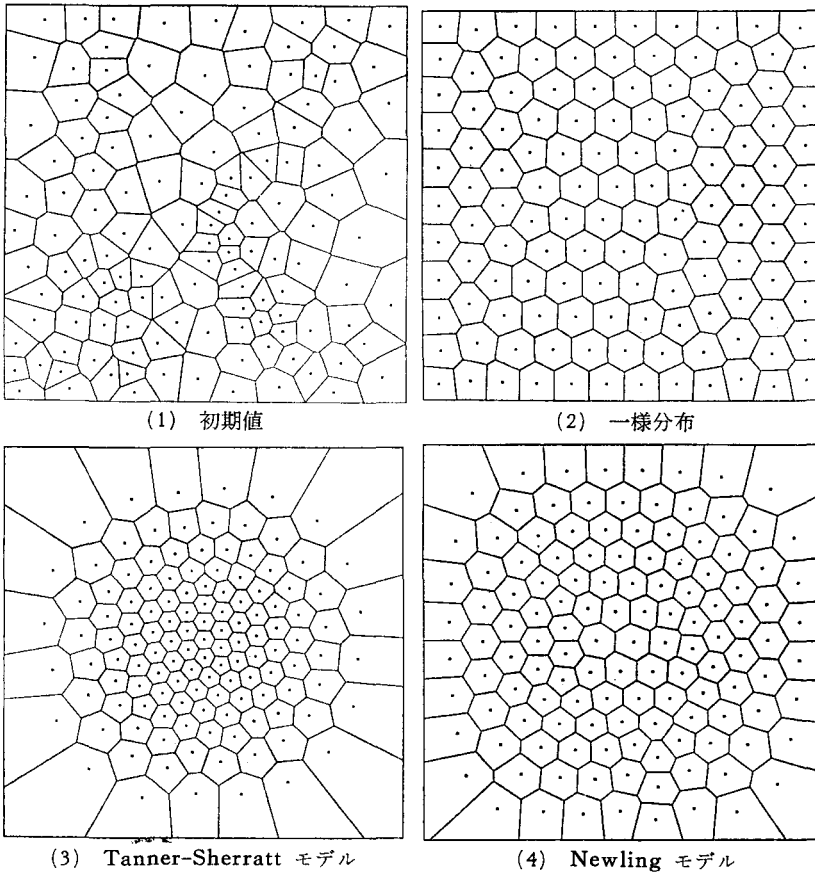 (1) 初期値
(2) 一様分布
(3) Tanner-Sherratt モデル
(4) Newling モデル